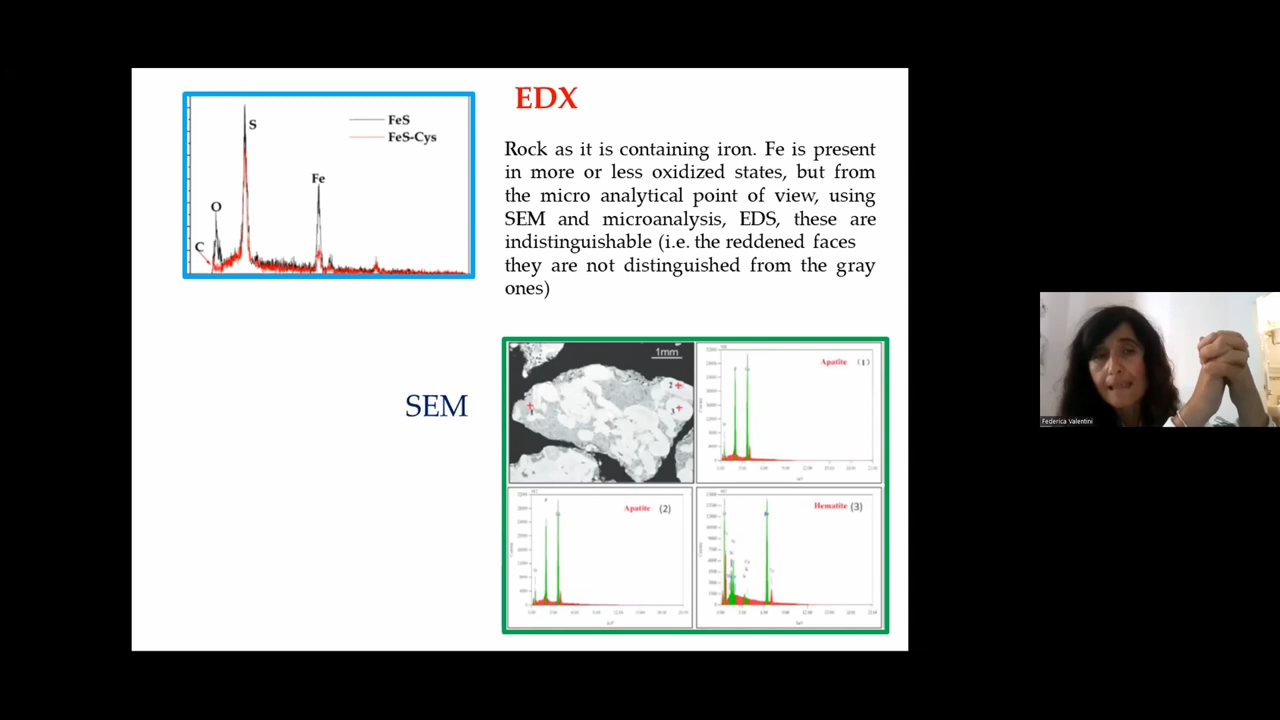 EDX
S
FeS
FeS-Cys
Fe
O
C
Rock as it is containing iron. Fe is present
in more or less oxidized states, but from
the micro analytical point of view, using
SEM and microanalysis, EDS, these are
indistinguishable (i.e. the reddened faces
they are not distinguished from the gray
ones)
SEM
1mm
2
3
1
Apatite (1)
Apatite (2)
Hematite (3)
Federica Valentini